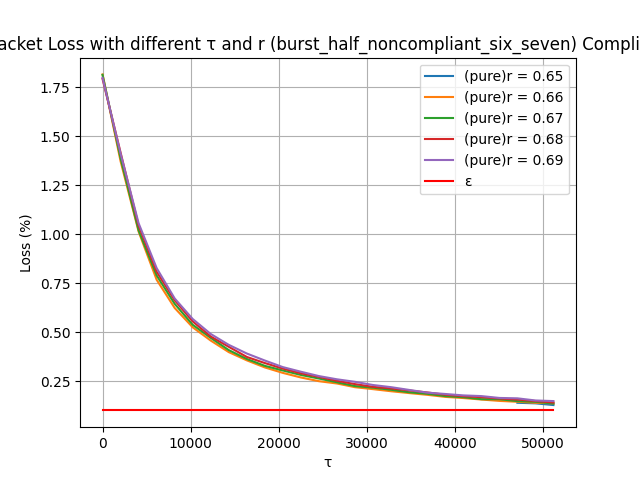 acket Loss with different τ and r (burst_half_noncompliant_six_seven) Compli
(pure)r = 0.65
(pure)r = 0.66
(pure)r = 0.67
(pure)r = 0.68
(pure)r = 0.69
ε
Loss (%)
1.75
1.50
1.25
1.00
0.75
0.50
0.25
0
10000
20000
30000
40000
50000
τ